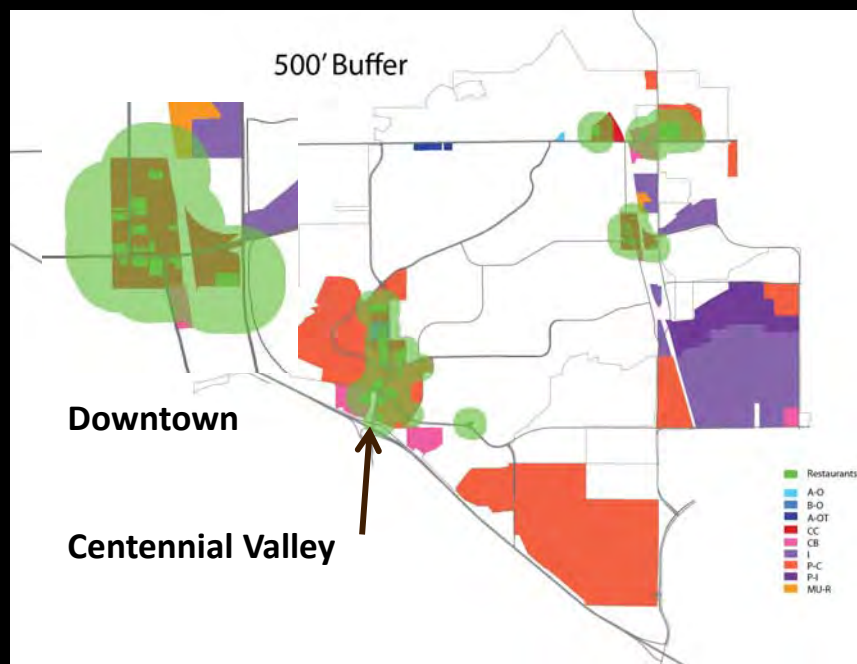 500' Buffer
Downtown
Centennial Valley
Restaurants
A-O
B-O
A-OT
CC
CB
I
P-C
P-I
MU-R